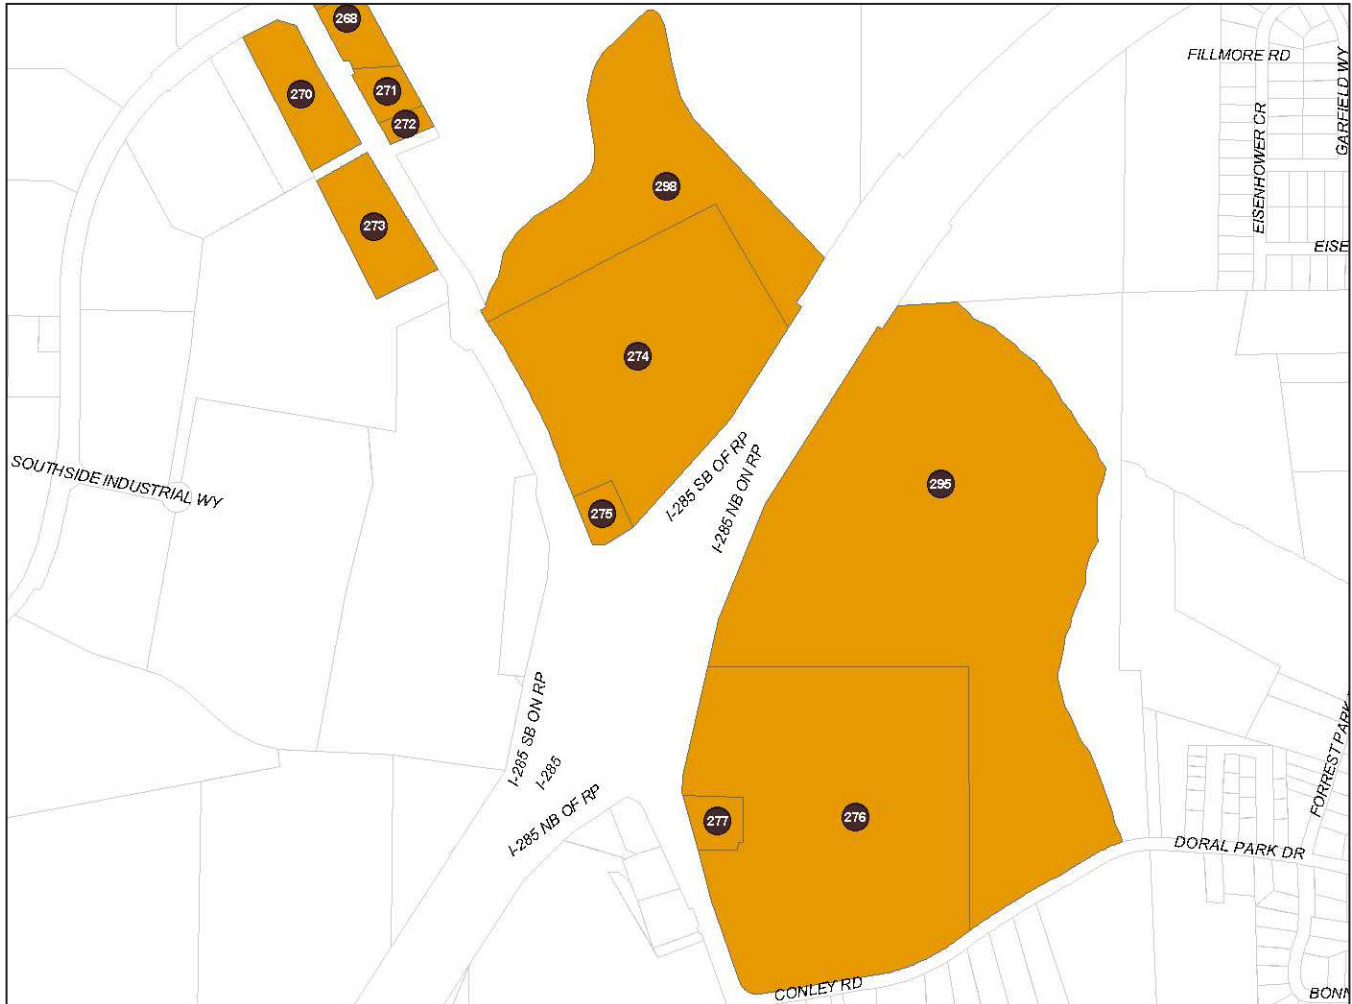 268
FILLMORE RD
GARFIELD WY
270
271
272
EISENHOWER CR
298
273
EISE
274
SOUTHSIDE INDUSTRIAL WY
I-285 SB OF RP
I-285 NB ON RP
295
275
I-285 SB ON RP
I-285
I-285 NB OF RP
FORREST PARK
277
276
DORAL PARK DR
CONLEY RD
BONN